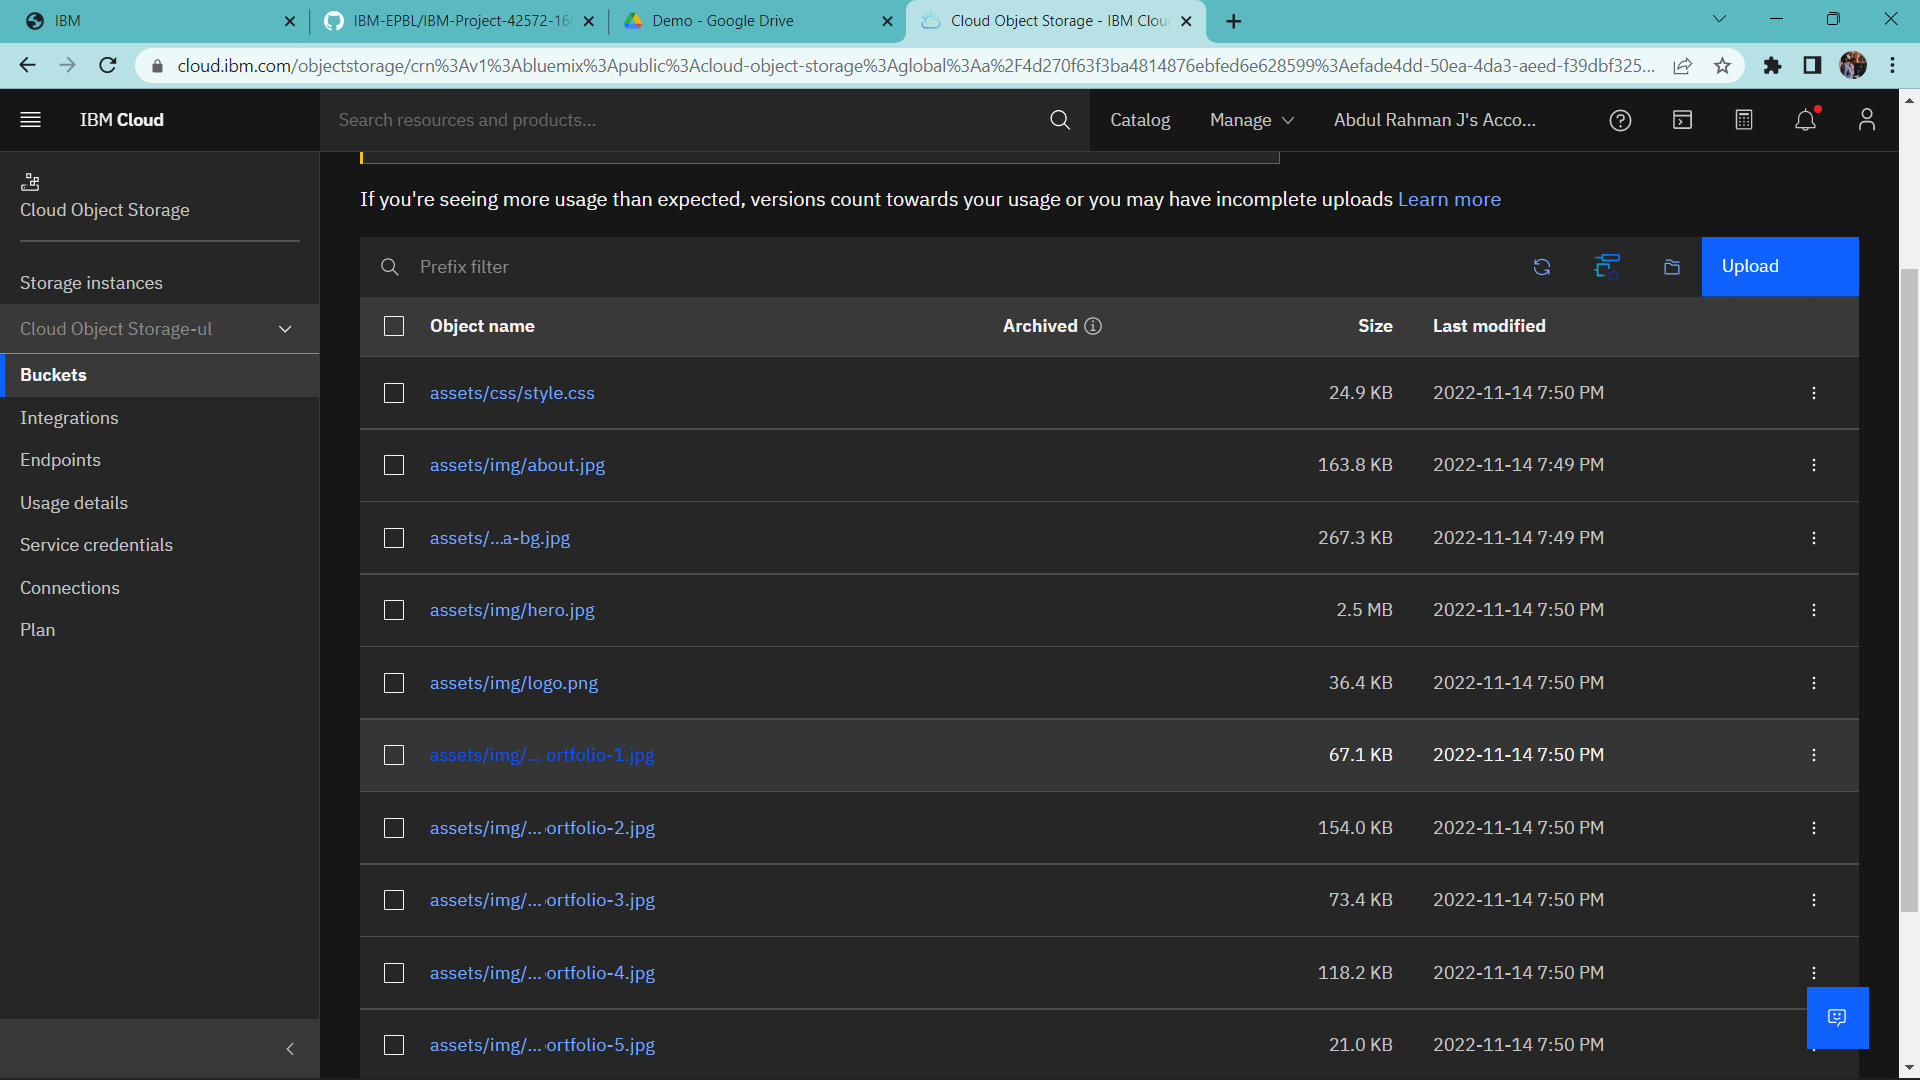 IBM
IBM-EPBL/IBM-Project-42572-16
Demo - Google Drive
Cloud Object Storage - IBM Clou
cloud.ibm.com/objectstorage/crn%3Av1%3Abluemix%3Apublic%3Acloud-object-storage%3Aglobal%3Aa%2F4d270f63f3ba4814876ebfed6e628599%3Aefade4dd-50ea-4da3-aeed-f39dbf325...
IBM Cloud
Search resources and products...
Catalog
Manage
Abdul Rahman J's Acco...
Cloud Object Storage
Storage instances
Cloud Object Storage-ul
Buckets
Integrations
Endpoints
Usage details
Service credentials
Connections
Plan
If you're seeing more usage than expected, versions count towards your usage or you may have incomplete uploads Learn more
Prefix filter
Upload
Object name Archived Size Last modified
assets/css/style.css 24.9 KB 2022-11-14 7:50 PM
assets/img/about.jpg 163.8 KB 2022-11-14 7:49 PM
assets/...a-bg.jpg 267.3 KB 2022-11-14 7:49 PM
assets/img/hero.jpg 2.5 MB 2022-11-14 7:50 PM
assets/img/logo.png 36.4 KB 2022-11-14 7:50 PM
assets/img/... ortfolio-1.jpg 67.1 KB 2022-11-14 7:50 PM
assets/img/... ortfolio-2.jpg 154.0 KB 2022-11-14 7:50 PM
assets/img/... ortfolio-3.jpg 73.4 KB 2022-11-14 7:50 PM
assets/img/... ortfolio-4.jpg 118.2 KB 2022-11-14 7:50 PM
assets/img/... ortfolio-5.jpg 21.0 KB 2022-11-14 7:50 PM